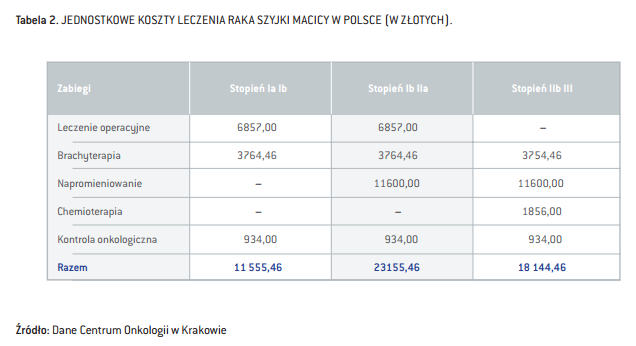 Tabela 2. JEDNOSTKOWE KOSZTY LECZENIA RAKA SZYJKI MACICY W POLSCE (W ZŁOTYCH).
Zabiegi Stopień Ia Ib Stopień Ib IIa Stopień IIb III
Leczenie operacyjne 6857,00 6857,00 –
Brachyterapia 3764,46 3764,46 3754,46
Napromieniowanie – 11600,00 11600,00
Chemioterapia – – 1856,00
Kontrola onkologiczna 934,00 934,00 934,00
Razem 11 555,46 23155,46 18 144,46
Źródło: Dane Centrum Onkologii w Krakowie